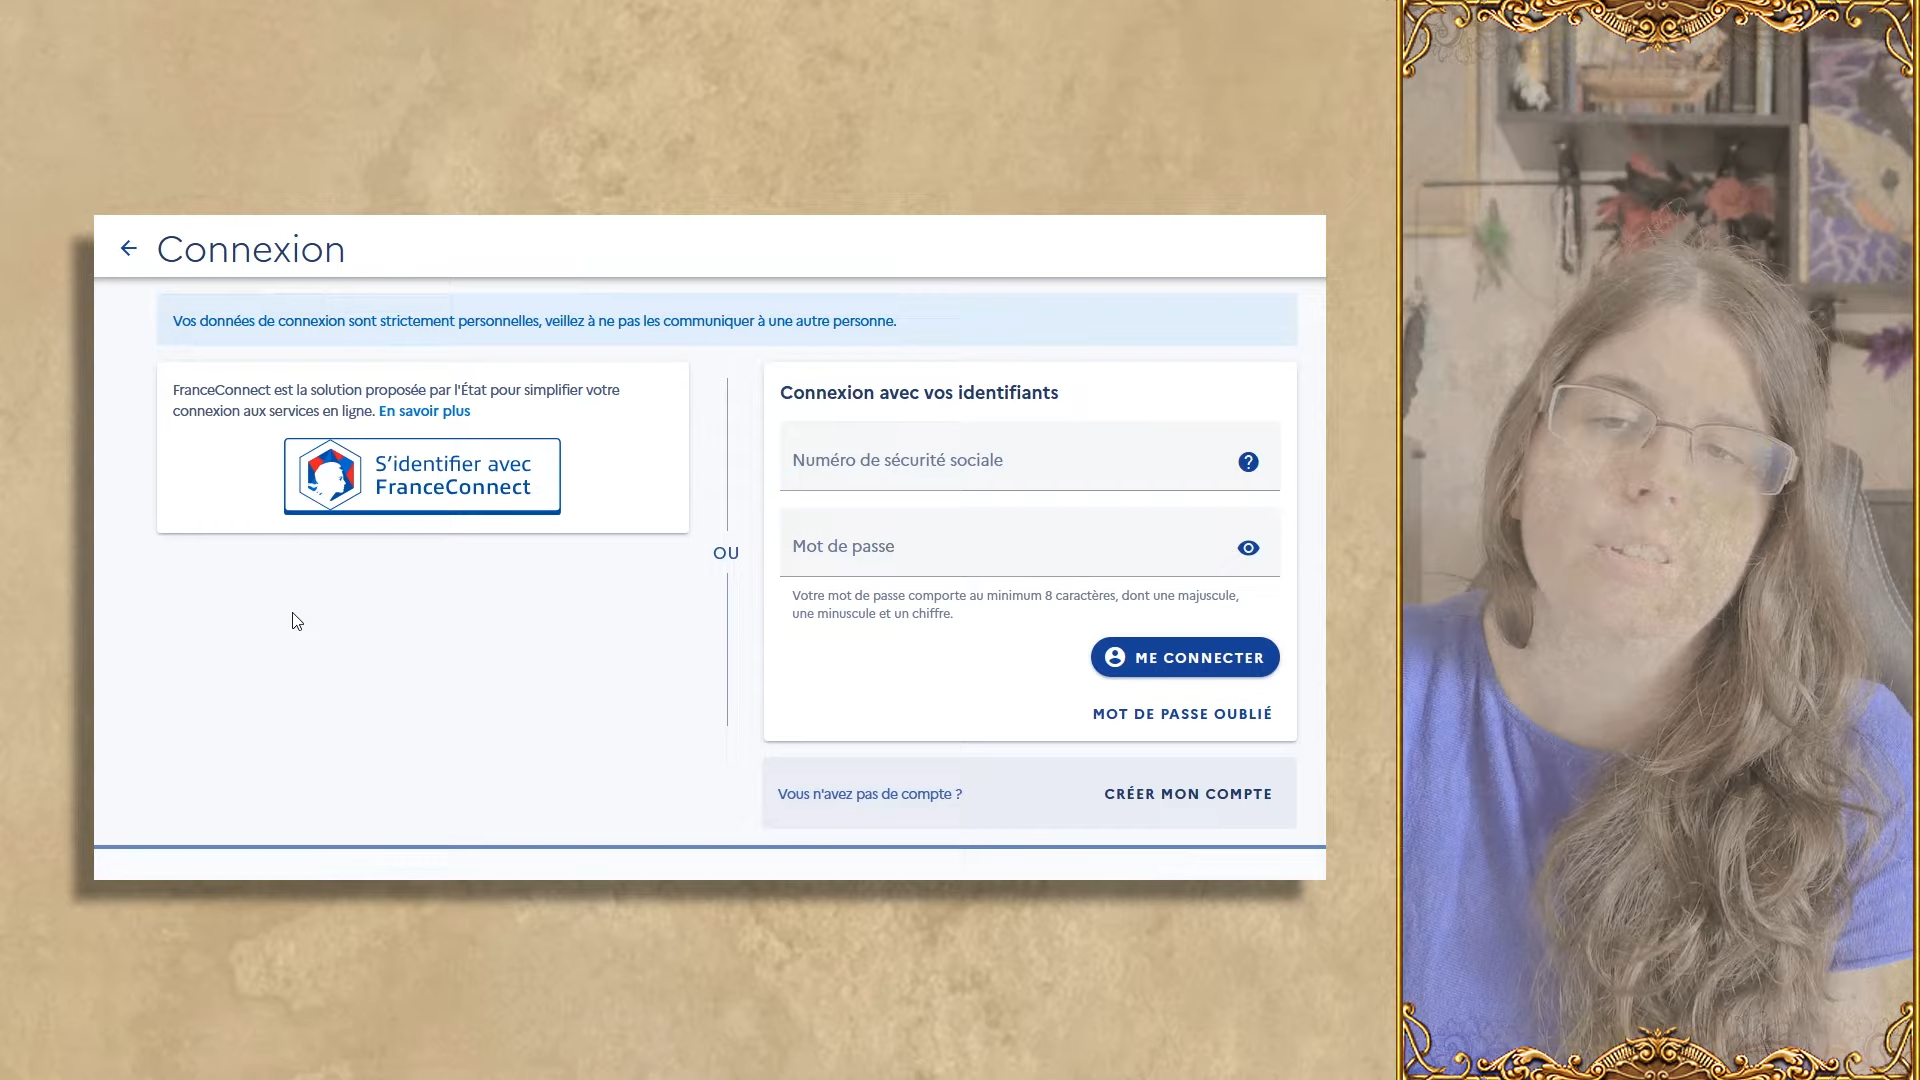 Connexion
Vos données de connexion sont strictement personnelles, veillez à ne pas les communiquer à une autre personne.
FranceConnect est la solution proposée par l'État pour simplifier votre
connexion aux services en ligne. En savoir plus
S'identifier avec
FranceConnect
OU
Connexion avec vos identifiants
Numéro de sécurité sociale
Mot de passe
Votre mot de passe comporte au minimum 8 caractères, dont une majuscule,
une minuscule et un chiffre.
ME CONNECTER
MOT DE PASSE OUBLIÉ
Vous n'avez pas de compte ?
CRÉER MON COMPTE